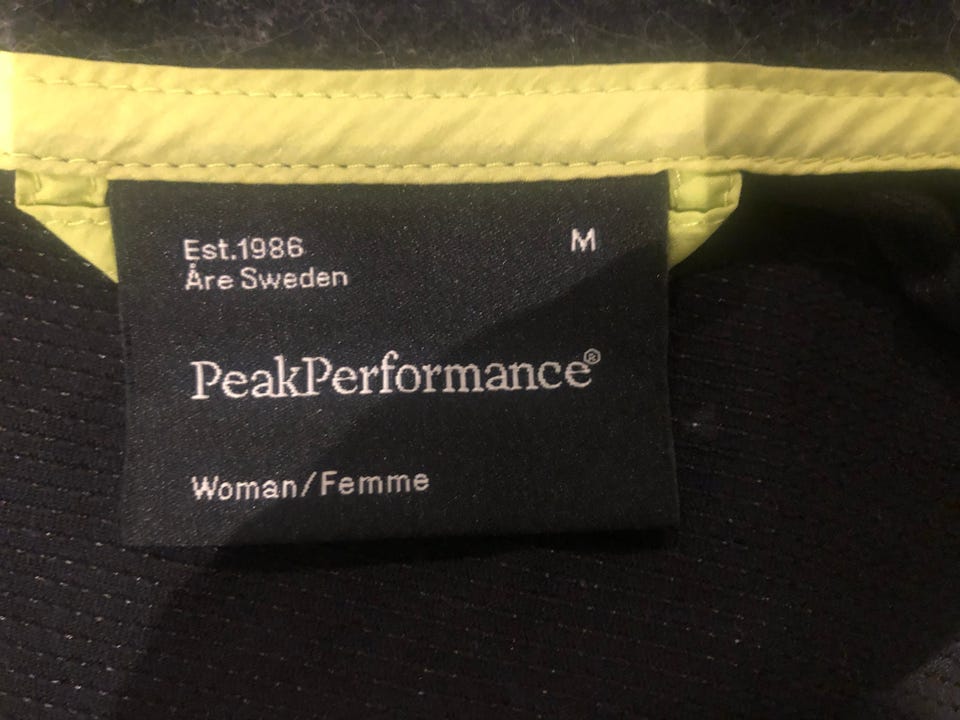 Est.1986
M
Åre Sweden
PeakPerformance®
Woman/Femme